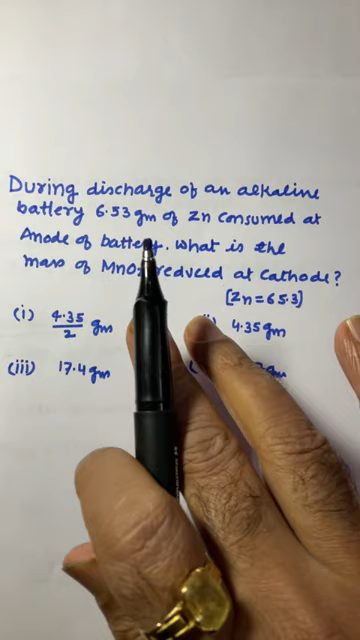 During discharge of an alkaline
battery 6.53 gm of Zn consumed at
Anode of battery. What is the
mass of MnO₂ reduced at Cathode?
[Zn = 65.3]
(i) 4.35/2 gm
4.35 gm
(iii) 17.4 gm
gm